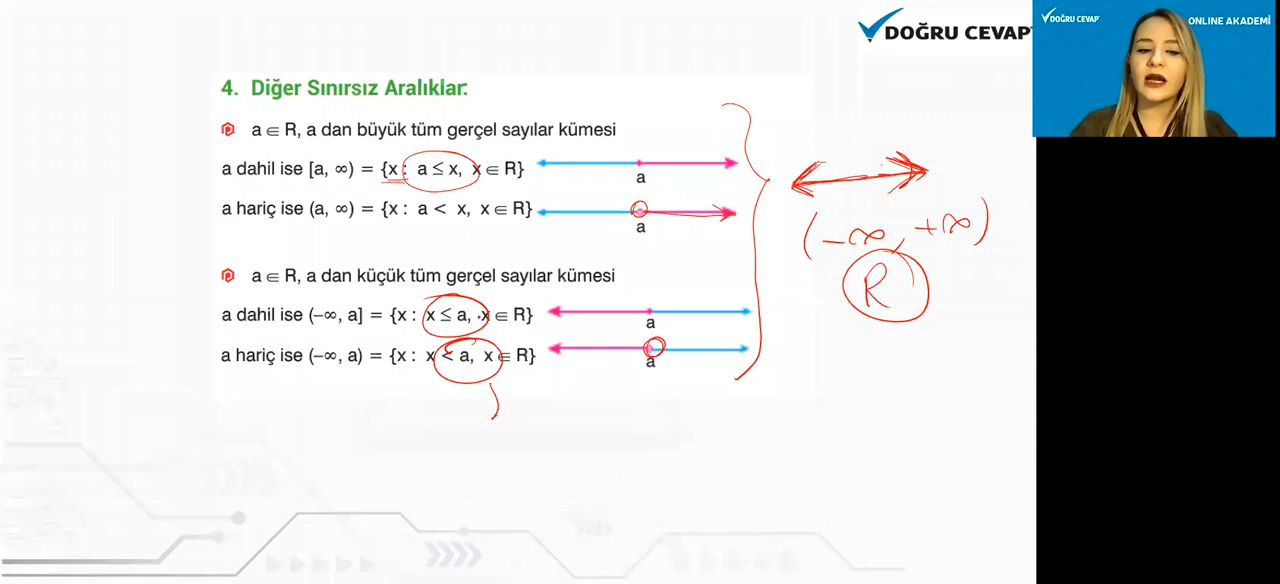 DOĞRU CEVAP
DOĞRU CEVAP
ONLINE AKADEMİ
4. Diğer Sınırsız Aralıklar:
a ∈ R, a dan büyük tüm gerçel sayılar kümesi
a dahil ise [a, ∞) = {x : a ≤ x, x ∈ R}
a
a hariç ise (a, ∞) = {x : a < x, x ∈ R}
a
(-∞, +∞)
R
a ∈ R, a dan küçük tüm gerçel sayılar kümesi
a dahil ise (–∞, a] = {x : x ≤ a, x ∈ R}
a
a hariç ise (–∞, a) = {x : x < a, x ∈ R}
a